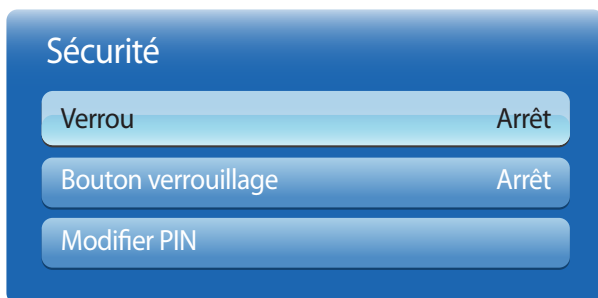 Sécurité
Verrou Arrêt
Bouton verrouillage Arrêt
Modifier PIN